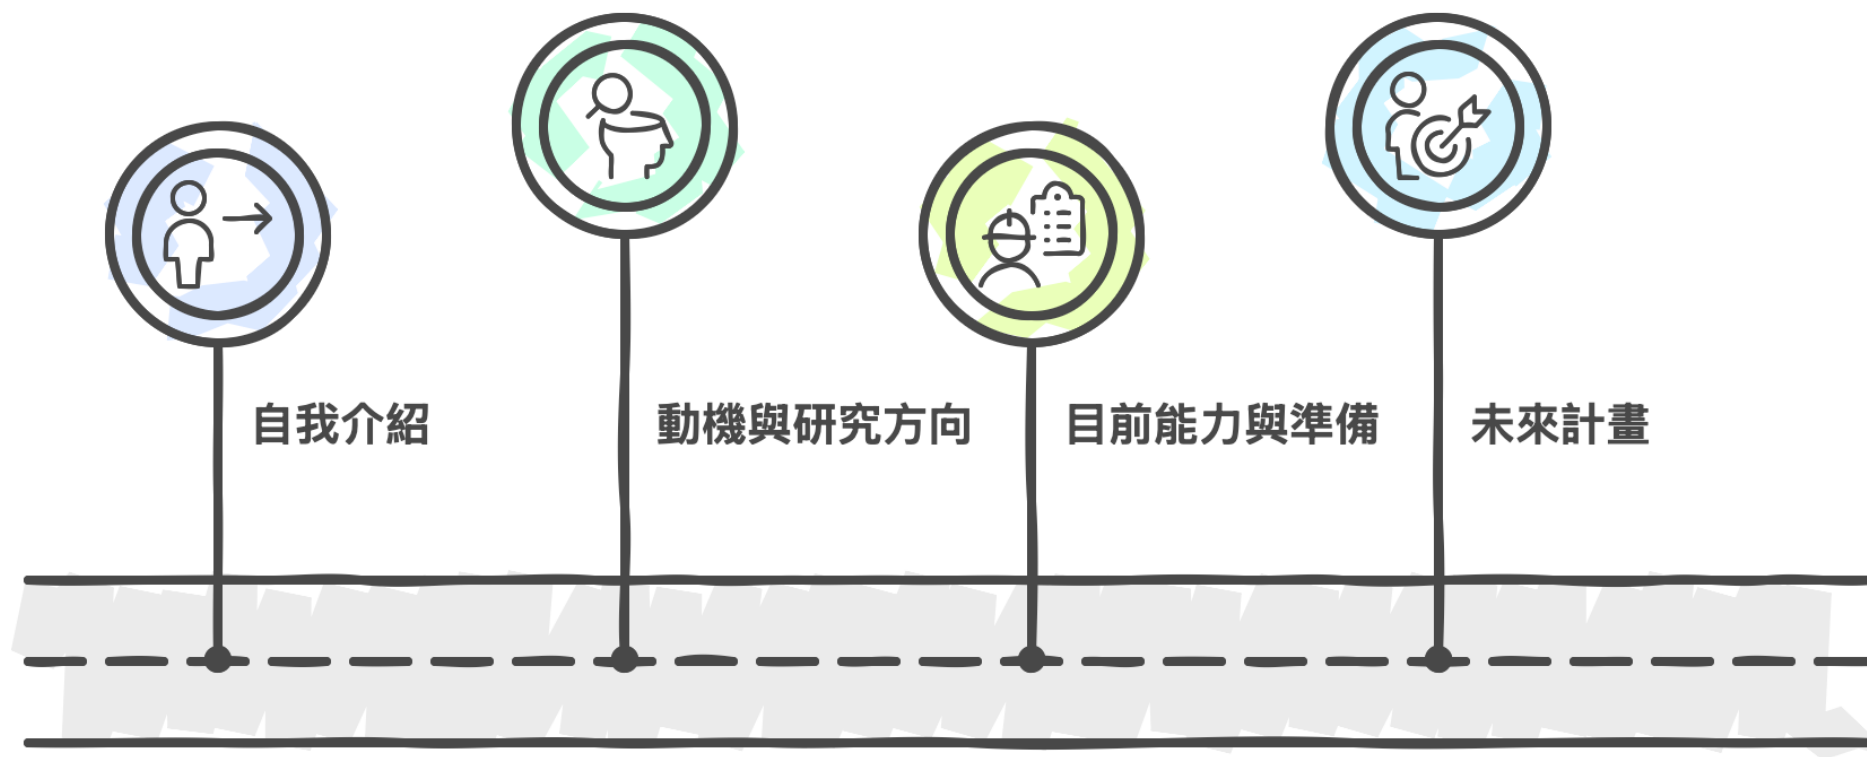 自我介紹
動機與研究方向
目前能力與準備
未來計畫